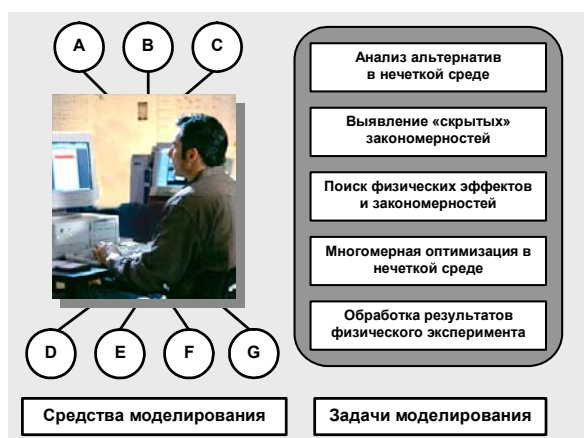 A
B
C
Анализ альтернатив
в нечеткой среде
Выявление «скрытых»
закономерностей
Поиск физических эффектов
и закономерностей
Многомерная оптимизация в
нечеткой среде
Обработка результатов
физического эксперимента
D
E
F
G
Средства моделирования
Задачи моделирования